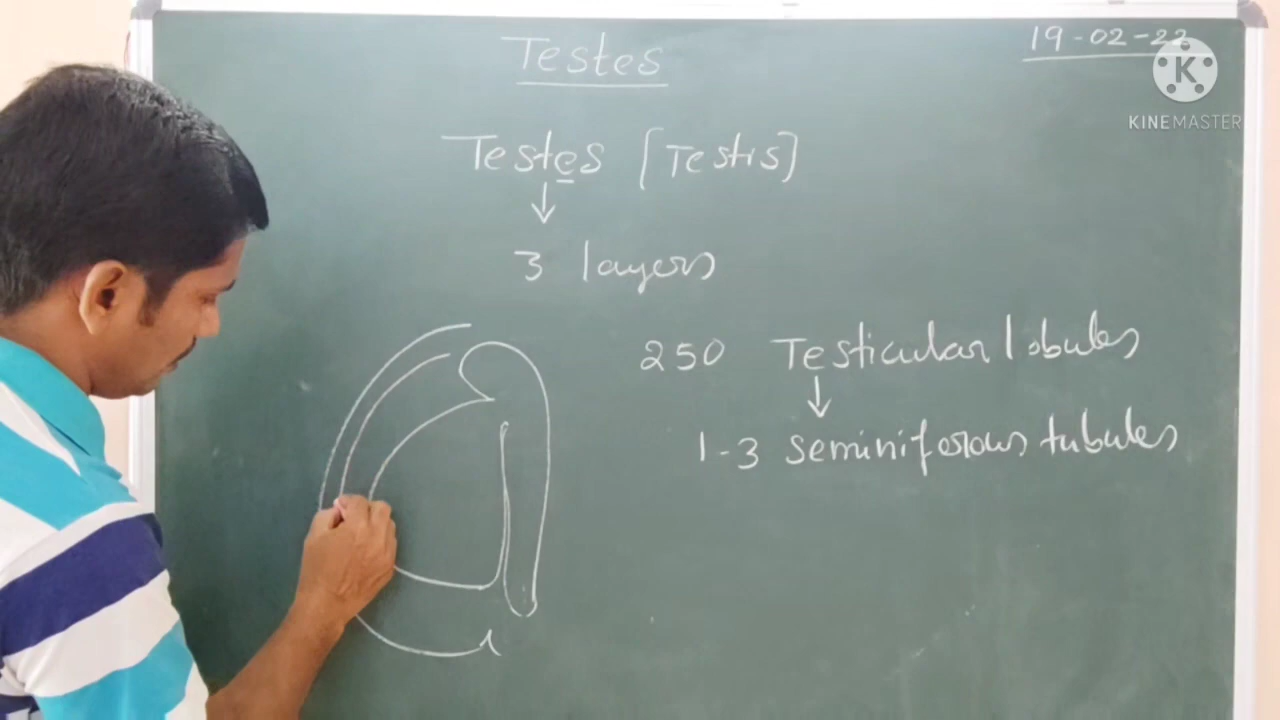 Testes
19-02-22
K
KINEMASTER
Testes [Testis]
↓
3 layers
250 Testicular lobules
↓
1-3 seminiferous tubules